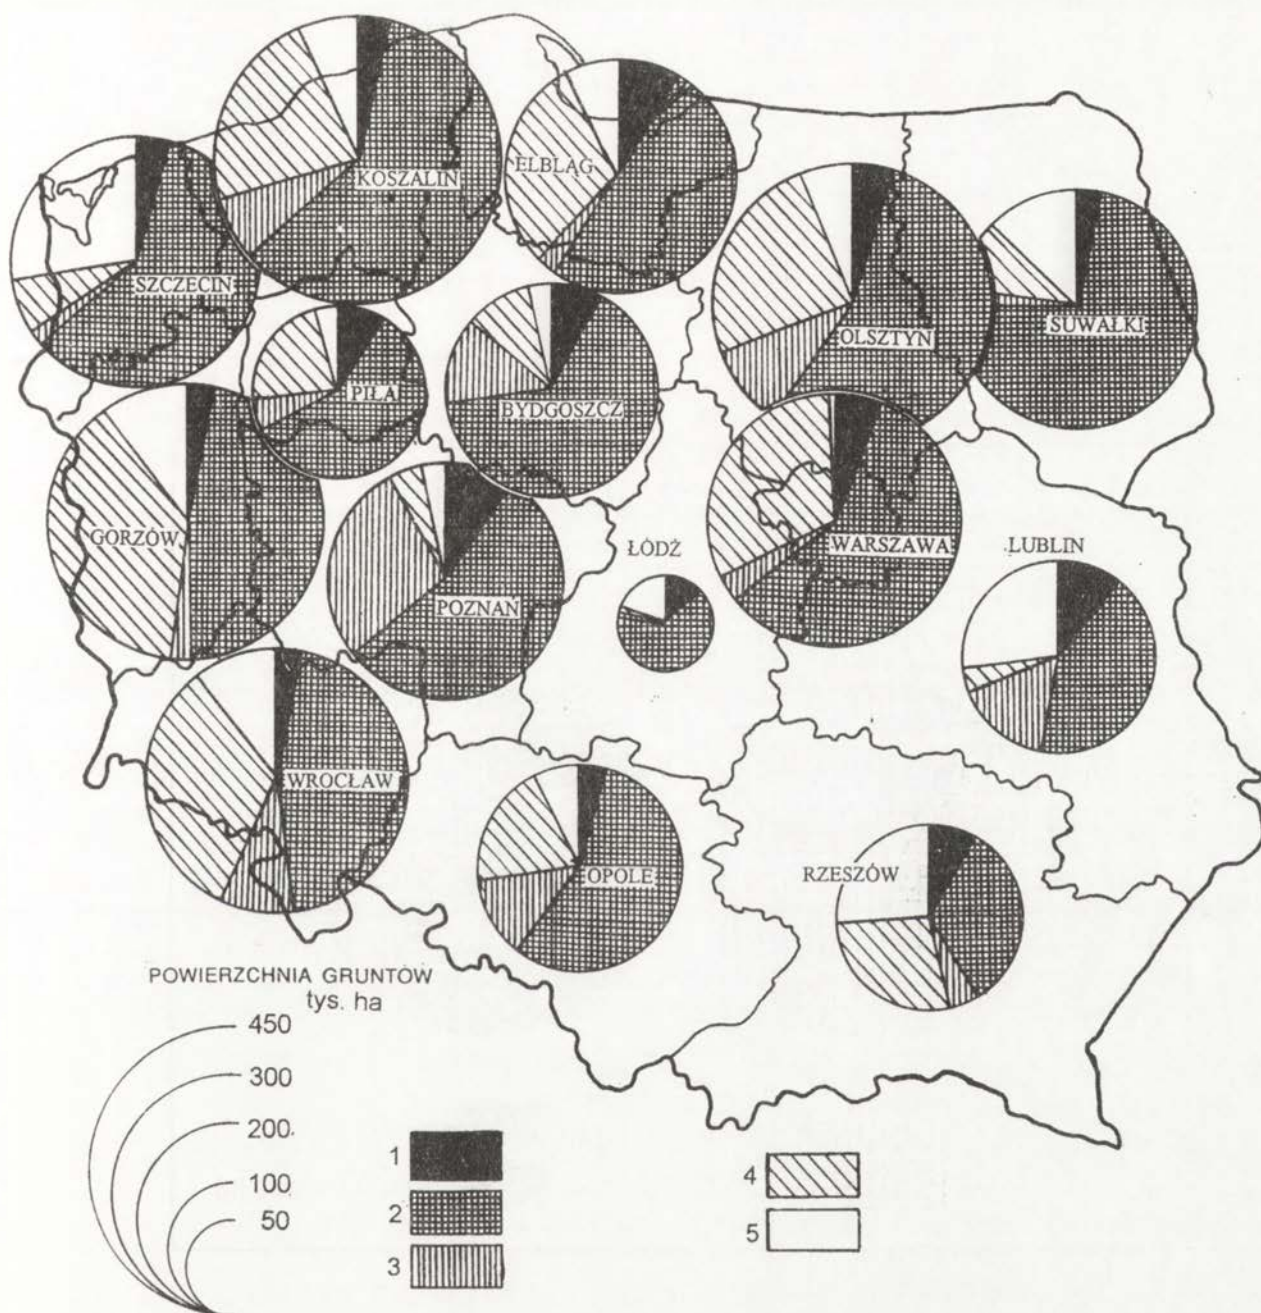 KOSZALIN
ELBLĄG
SZCZECIN
OLSZTYN
SUWAŁKI
PIŁA
BYDGOSZCZ
GORZÓW
POZNAŃ
ŁÓDŹ
WARSZAWA
LUBLIN
WROCŁAW
OPOLE
RZESZÓW
POWIERZCHNIA GRUNTÓW
tys. ha
450
300
200
100
50
1
2
3
4
5